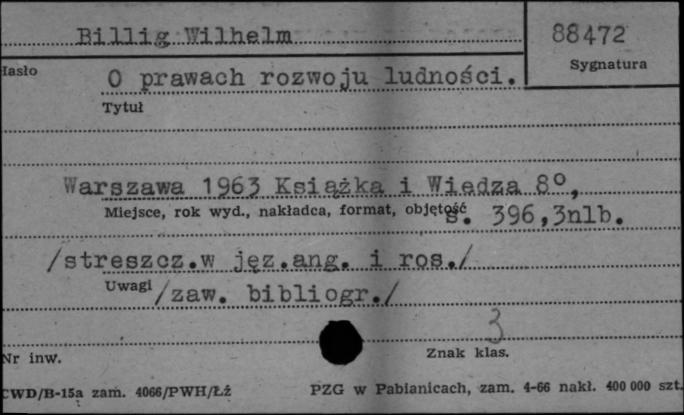 Billig Wilhelm
88472
Hasło
Sygnatura
O prawach rozwoju ludności.
Tytuł
Warszawa 1963 Książka i Wiedza 8°,
Miejsce, rok wyd., nakładca, format, objętość
s. 396,3nlb.
/streszcz.w jęz.ang. i ros./
Uwagi
/zaw. bibliogr./
3
Nr inw.
Znak klas.
CWD/B-15a zam. 4066/PWH/Łż
PZG w Pabianicach, zam. 4-66 nakł. 400 000 szt.